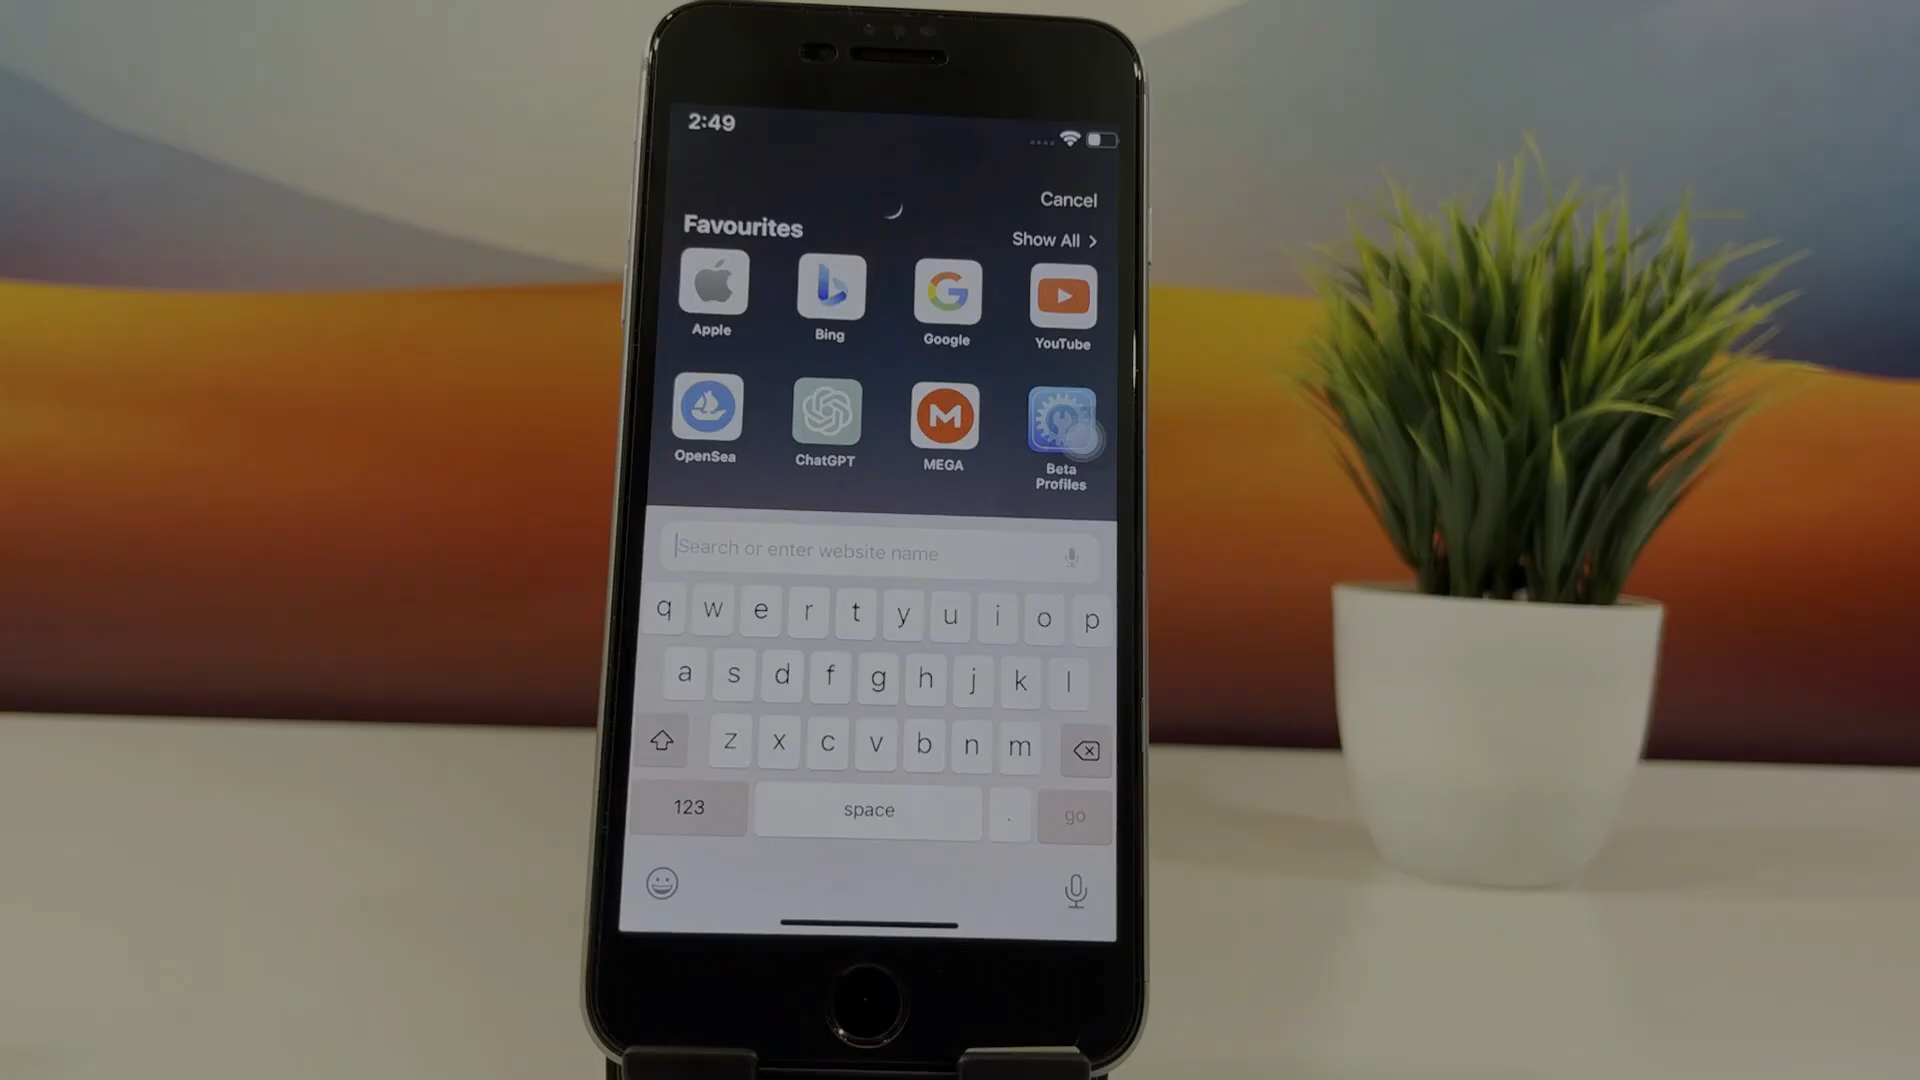 2:49
Cancel
Favourites
Show All >
Apple
Bing
Google
YouTube
OpenSea
ChatGPT
MEGA
Beta
Profiles
Search or enter website name
q w e r t y u i o p
a s d f g h j k l
z x c v b n m
123 space . go